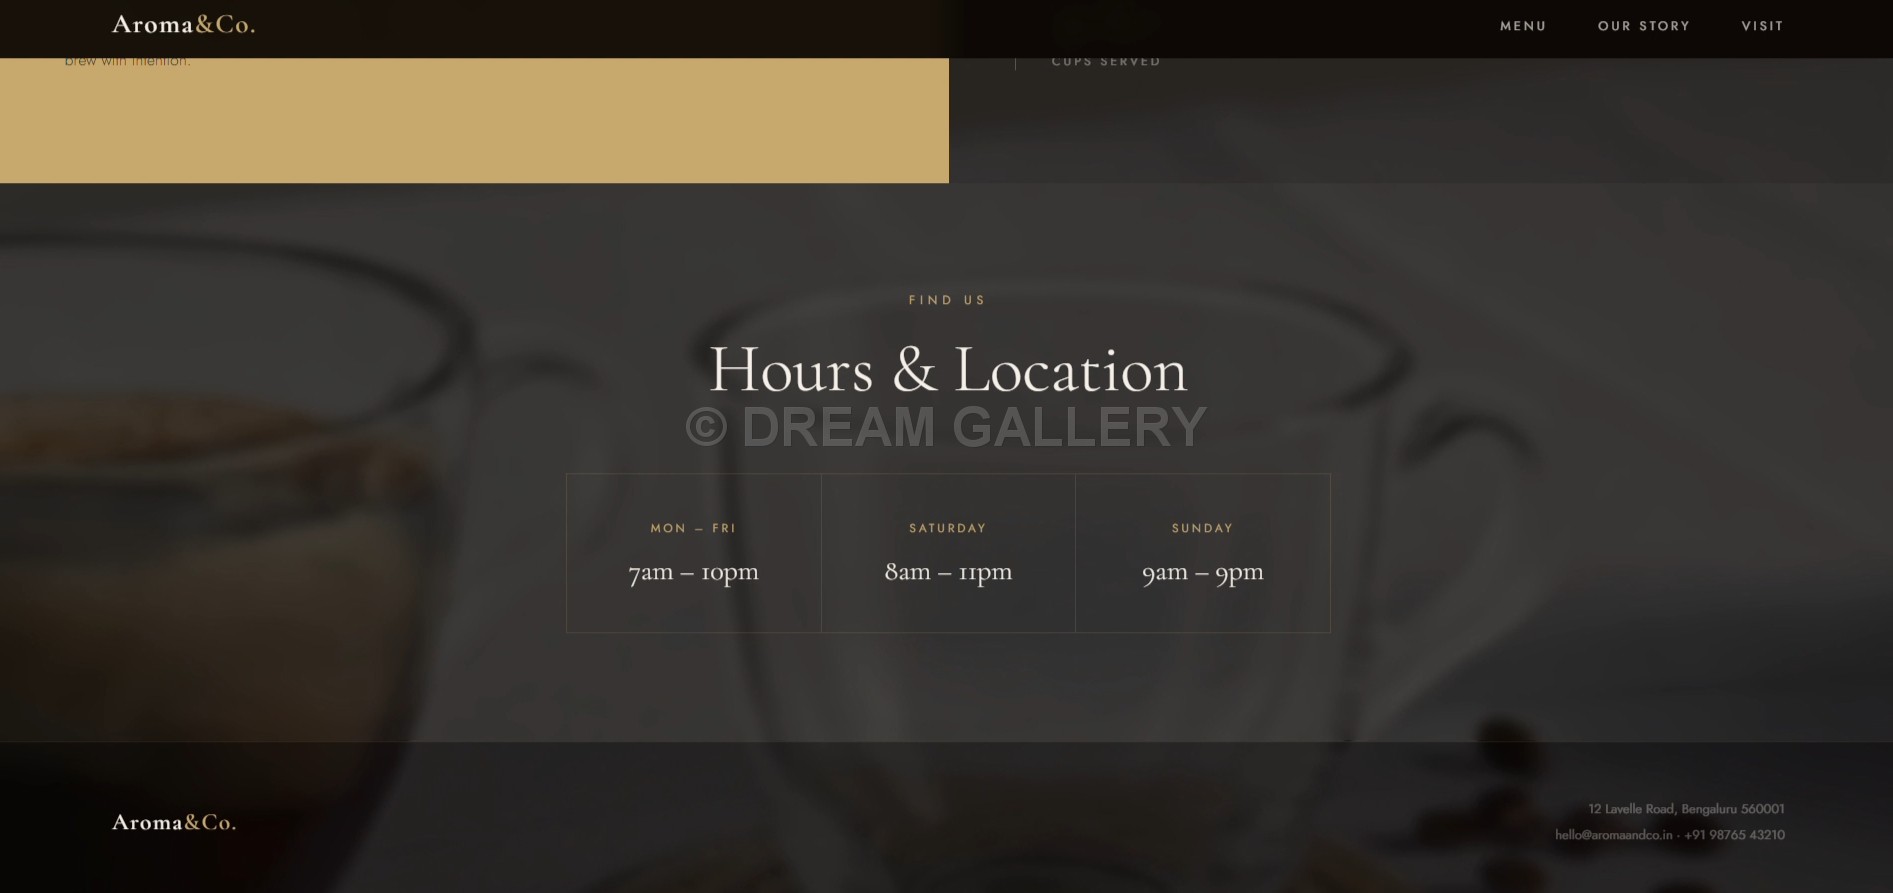 Aroma&Co.
MENU
OUR STORY
VISIT
brew with intention.
CUPS SERVED
FIND US
Hours & Location
© DREAM GALLERY
MON – FRI
7am – 10pm
SATURDAY
8am – 11pm
SUNDAY
9am – 9pm
Aroma&Co.
12 Lavelle Road, Bengaluru 560001
hello@aromaandco.in · +91 98765 43210